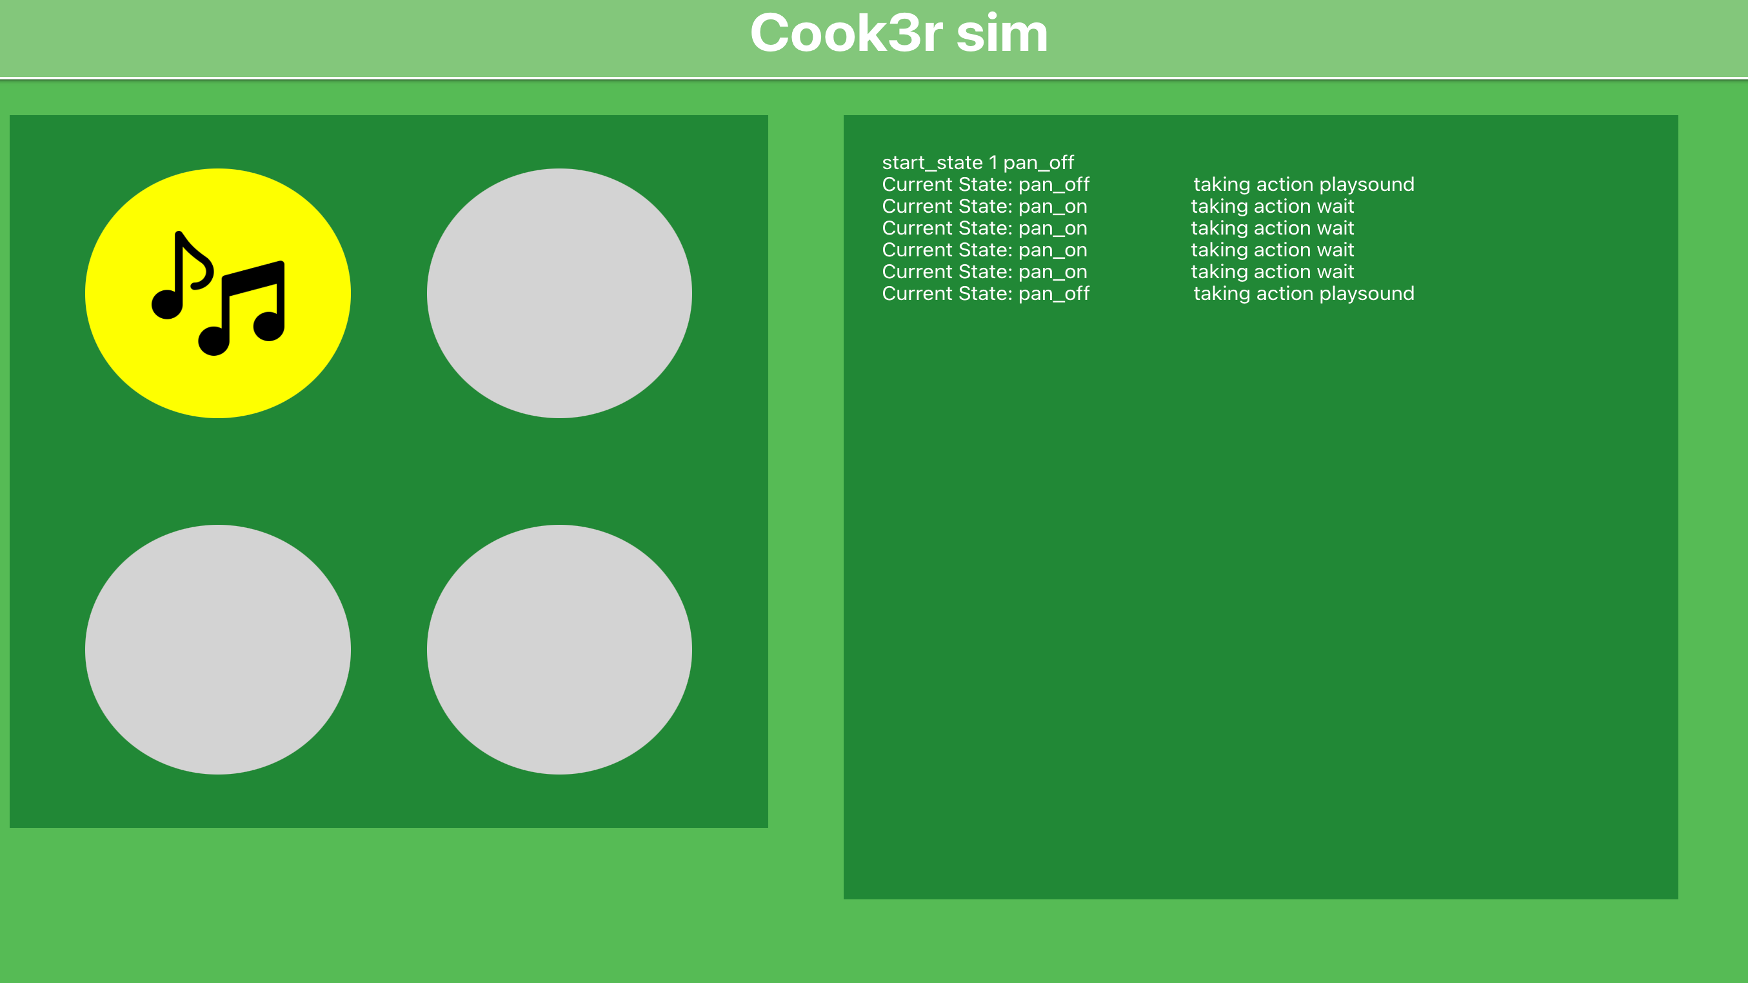 Cook3r sim
start_state 1 pan_off
Current State: pan_off taking action playsound
Current State: pan_on taking action wait
Current State: pan_on taking action wait
Current State: pan_on taking action wait
Current State: pan_on taking action wait
Current State: pan_off taking action playsound